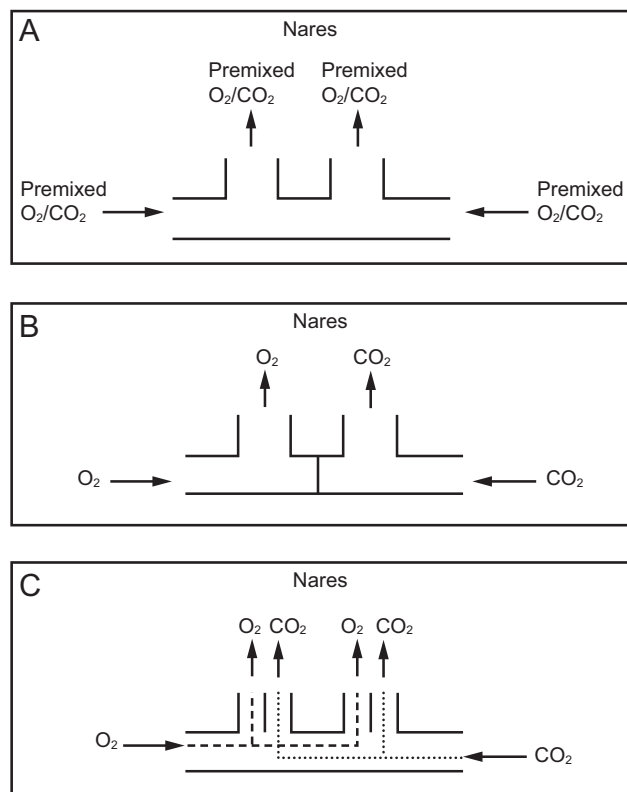 A
Nares
Premixed Premixed
O₂/CO₂ O₂/CO₂
Premixed Premixed
O₂/CO₂ O₂/CO₂
B
Nares
O₂ CO₂
O₂ CO₂
C
Nares
O₂ CO₂ O₂ CO₂
O₂ CO₂